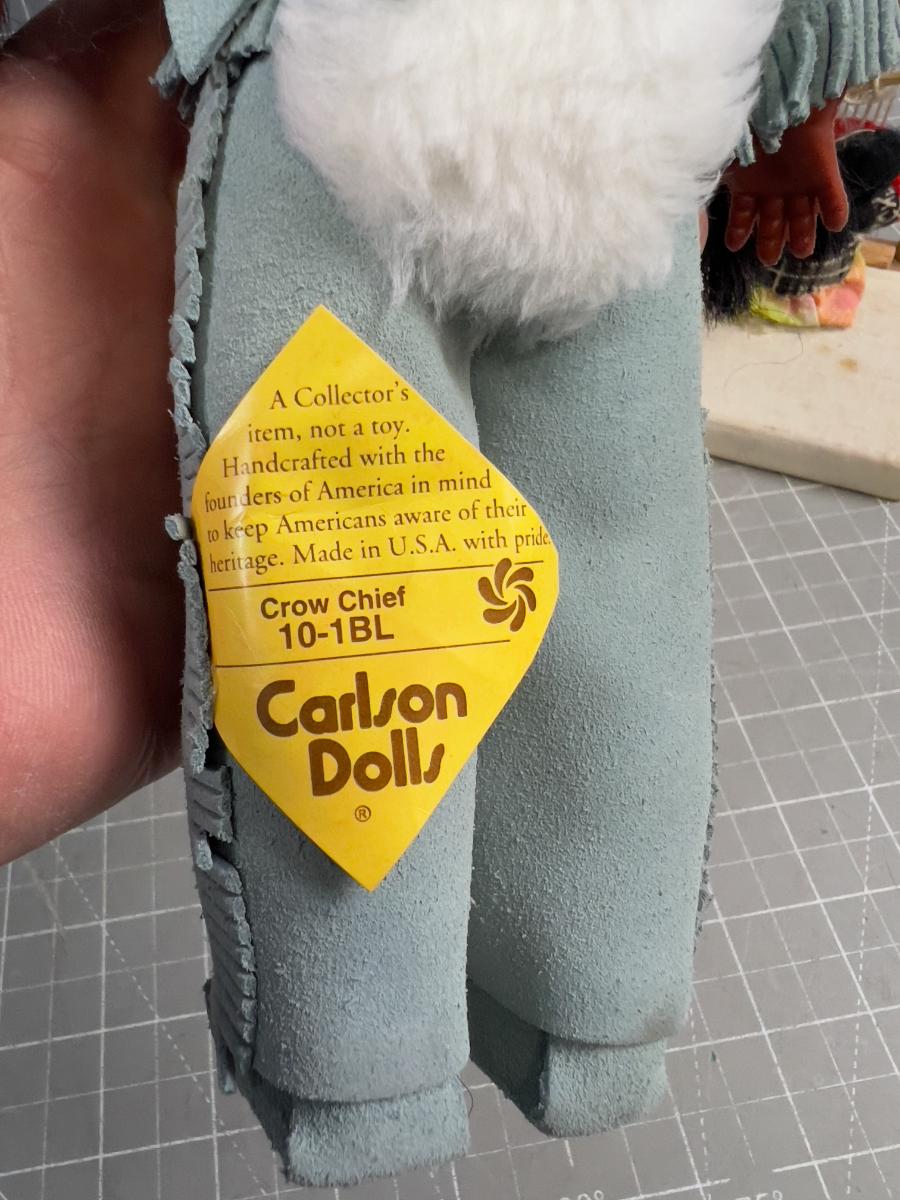 A Collector's
item, not a toy.
Handcrafted with the
founders of America in mind
to keep Americans aware of their
heritage. Made in U.S.A. with pride.
Crow Chief
10-1BL
Carlson
Dolls
®